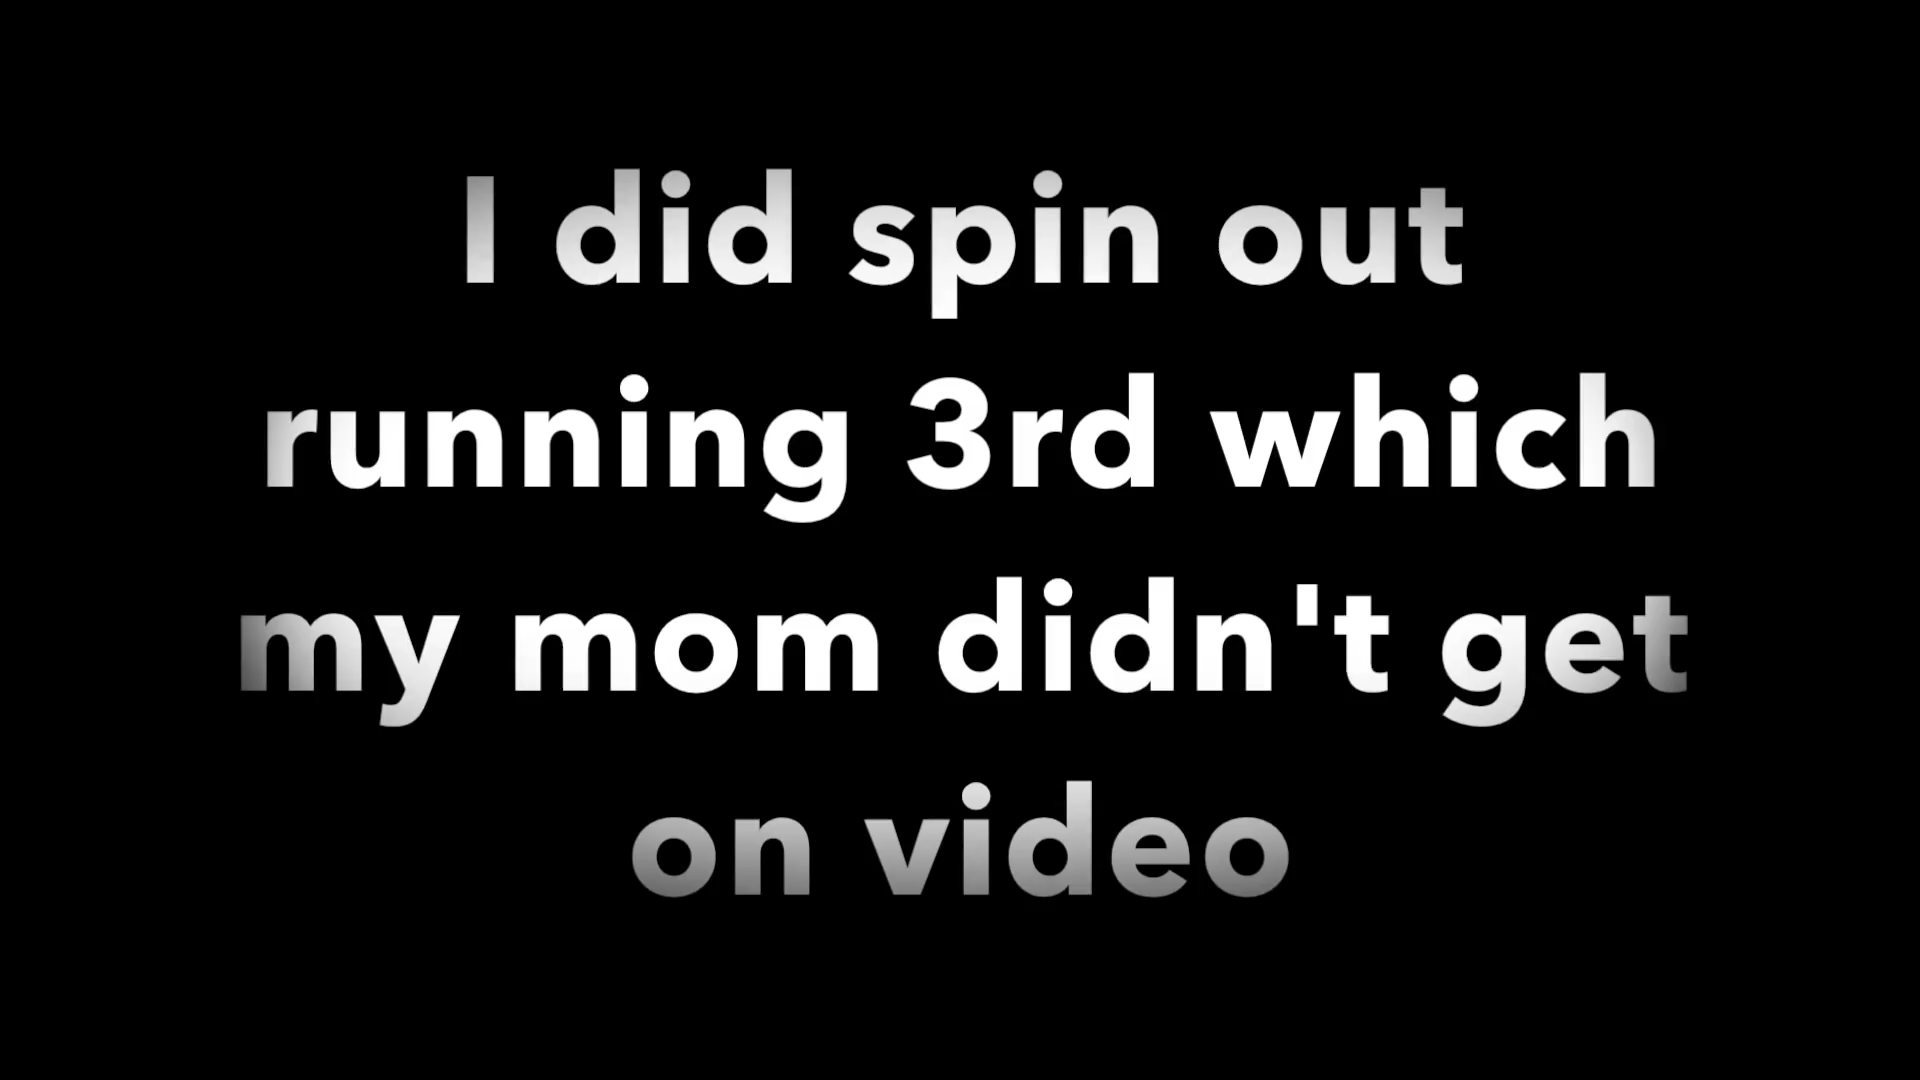 I did spin out
running 3rd which
my mom didn't get
on video